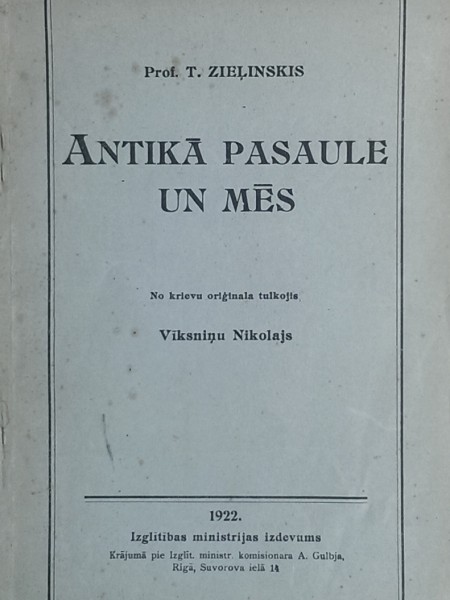 Prof. T. ZIEĻINSKIS
ANTIKĀ PASAULE
UN MĒS
No krievu oriģinala tulkojis
Vīksniņu Nikolajs
1922.
Izglītības ministrijas izdevums
Krājumā pie Izglīt. ministr. komisionara A. Gulbja,
Rīgā, Suvorova ielā 14